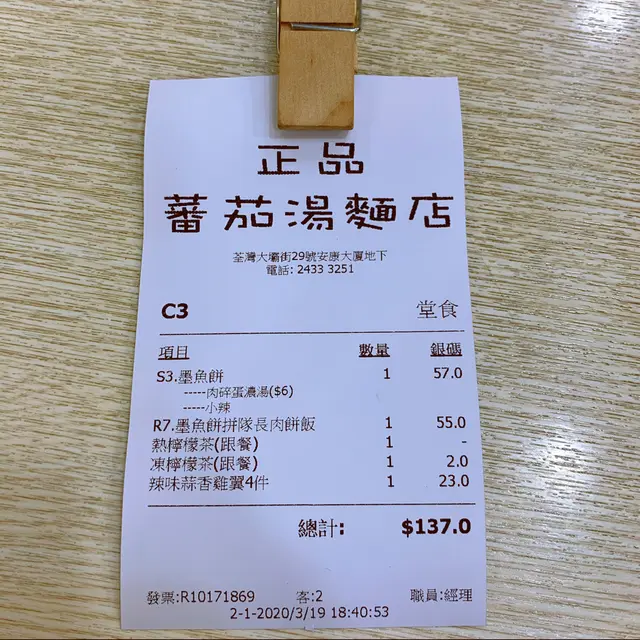 正品
蕃茄湯麵店
荃灣大壩街29號安康大廈地下
電話: 2433 3251
C3 堂食
項目 數量 銀碼
S3.墨魚餅 1 57.0
-----肉碎蛋濃湯($6)
-----小辣
R7.墨魚餅拼隊長肉餅飯 1 55.0
熱檸檬茶(跟餐) 1 -
凍檸檬茶(跟餐) 1 2.0
辣味蒜香雞翼4件 1 23.0
總計: $137.0
發票:R10171869 客:2 職員:經理
2-1-2020/3/19 18:40:53